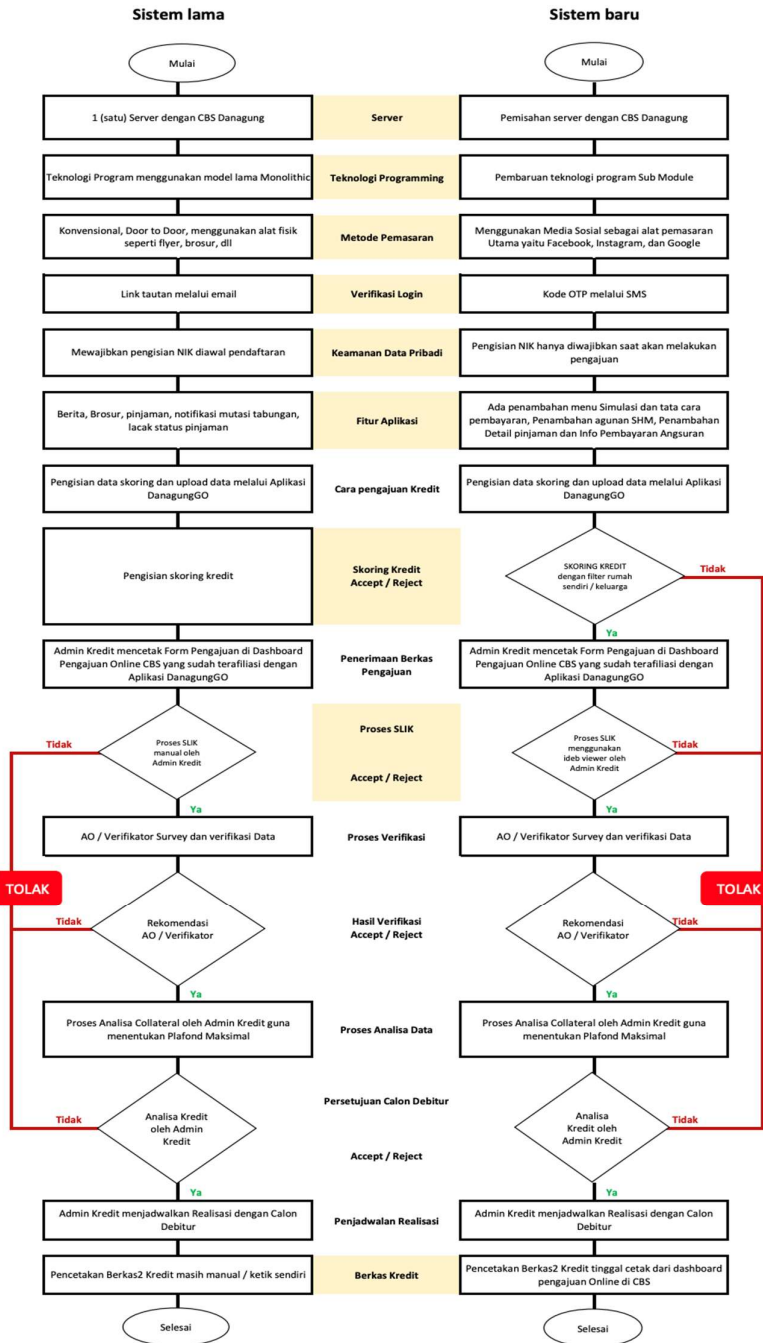 Sistem lama
Sistem baru
Mulai
Mulai
1 (satu) Server dengan CBS Danagung
Server
Pemisahan server dengan CBS Danagung
Teknologi Program menggunakan model lama Monolithic
Teknologi Programming
Pembaruan teknologi program Sub Module
Konvensional, Door to Door, menggunakan alat fisik
seperti flyer, brosur, dll
Metode Pemasaran
Menggunakan Media Sosial sebagai alat pemasaran
Utama yaitu Facebook, Instagram, dan Google
Link tautan melalui email
Verifikasi Login
Kode OTP melalui SMS
Mewajibkan pengisian NIK diawal pendaftaran
Keamanan Data Pribadi
Pengisian NIK hanya diwajibkan saat akan melakukan
pengajuan
Berita, Brosur, pinjaman, notifikasi mutasi tabungan,
lacak status pinjaman
Fitur Aplikasi
Ada penambahan menu Simulasi dan tata cara
pembayaran, Penambahan agunan SHM, Penambahan
Detail pinjaman dan Info Pembayaran Angsuran
Pengisian data skoring dan upload data melalui Aplikasi
DanagungGO
Cara pengajuan Kredit
Pengisian data skoring dan upload data melalui Aplikasi
DanagungGO
Pengisian skoring kredit
Skoring Kredit
Accept / Reject
SKORING KREDIT
dengan filter rumah
sendiri / keluarga
Tidak
Ya
Admin Kredit mencetak Form Pengajuan di Dashboard
Pengajuan Online CBS yang sudah terafiliasi dengan
Aplikasi DanagungGO
Penerimaan Berkas
Pengajuan
Admin Kredit mencetak Form Pengajuan di Dashboard
Pengajuan Online CBS yang sudah terafiliasi dengan
Aplikasi DanagungGO
Tidak
Proses SLIK
manual oleh
Admin Kredit
Proses SLIK
Accept / Reject
Proses SLIK
menggunakan
ideb viewer oleh
Admin Kredit
Tidak
Ya
Ya
AO / Verifikator Survey dan verifikasi Data
Proses Verifikasi
AO / Verifikator Survey dan verifikasi Data
TOLAK
TOLAK
Tidak
Rekomendasi
AO / Verifikator
Hasil Verifikasi
Accept / Reject
Rekomendasi
AO / Verifikator
Tidak
Ya
Ya
Proses Analisa Collateral oleh Admin Kredit guna
menentukan Plafond Maksimal
Proses Analisa Data
Proses Analisa Collateral oleh Admin Kredit guna
menentukan Plafond Maksimal
Tidak
Analisa Kredit
oleh Admin
Kredit
Persetujuan Calon Debitur
Accept / Reject
Analisa
Kredit oleh
Admin Kredit
Tidak
Ya
Ya
Admin Kredit menjadwalkan Realisasi dengan Calon
Debitur
Penjadwalan Realisasi
Admin Kredit menjadwalkan Realisasi dengan Calon
Debitur
Pencetakan Berkas2 Kredit masih manual / ketik sendiri
Berkas Kredit
Pencetakan Berkas2 Kredit tinggal cetak dari dashboard
pengajuan Online di CBS
Selesai
Selesai